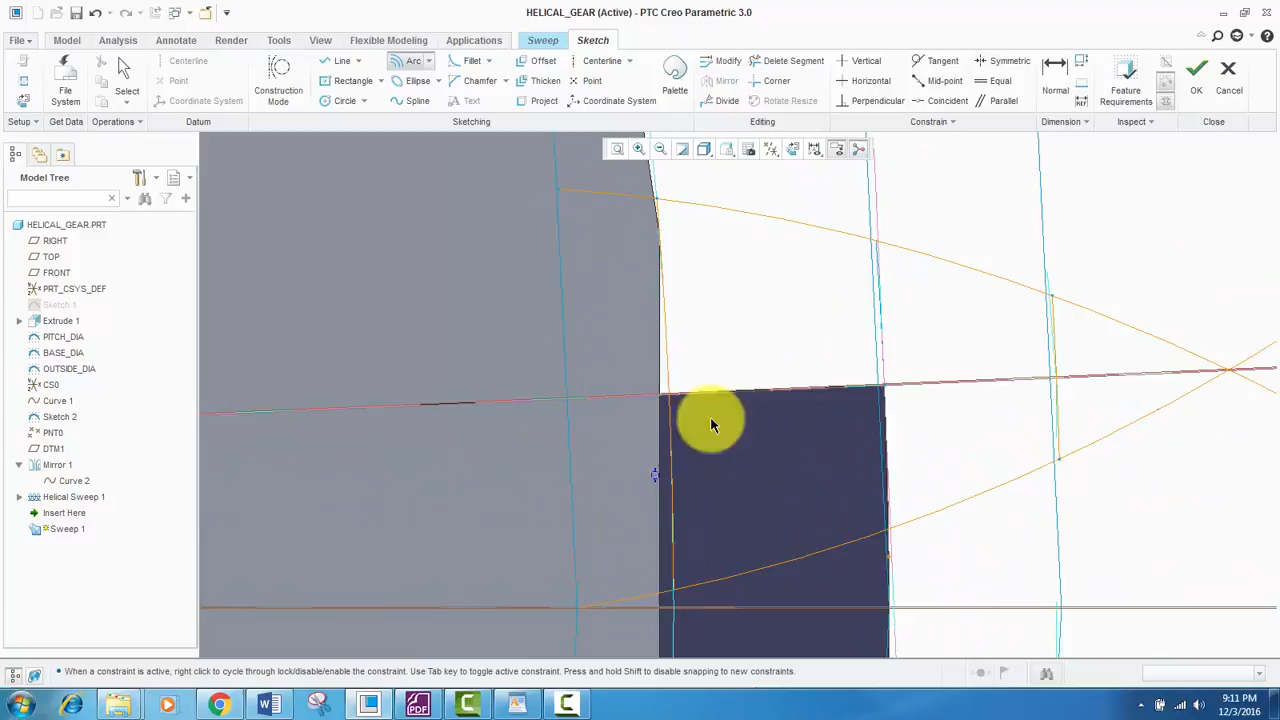 HELICAL_GEAR (Active) - PTC Creo Parametric 3.0
File Model Analysis Annotate Render Tools View Flexible Modeling Applications Sweep Sketch
Centerline Line Arc Fillet Offset Centerline Modify Delete Segment Vertical Tangent Symmetric
Point Rectangle Ellipse Chamfer Thicken Point Mirror Corner Horizontal Mid-point Equal
Coordinate System Circle Spline Text Project Coordinate System Divide Rotate Resize Perpendicular Coincident Parallel
File System Select Construction Mode Palette Normal Feature Requirements OK Cancel
Setup Get Data Operations Datum Sketching Editing Constrain Dimension Inspect Close
Model Tree
HELICAL_GEAR.PRT
RIGHT
TOP
FRONT
PRT_CSYS_DEF
Sketch 1
Extrude 1
PITCH_DIA
BASE_DIA
OUTSIDE_DIA
CS0
Curve 1
Sketch 2
PNT0
DTM1
Mirror 1
Curve 2
Helical Sweep 1
Insert Here
Sweep 1
• When a constraint is active, right click to cycle through lock/disable/enable the constraint. Use Tab key to toggle active constraint. Press and hold Shift to disable snapping to new constraints.
9:11 PM
12/3/2016